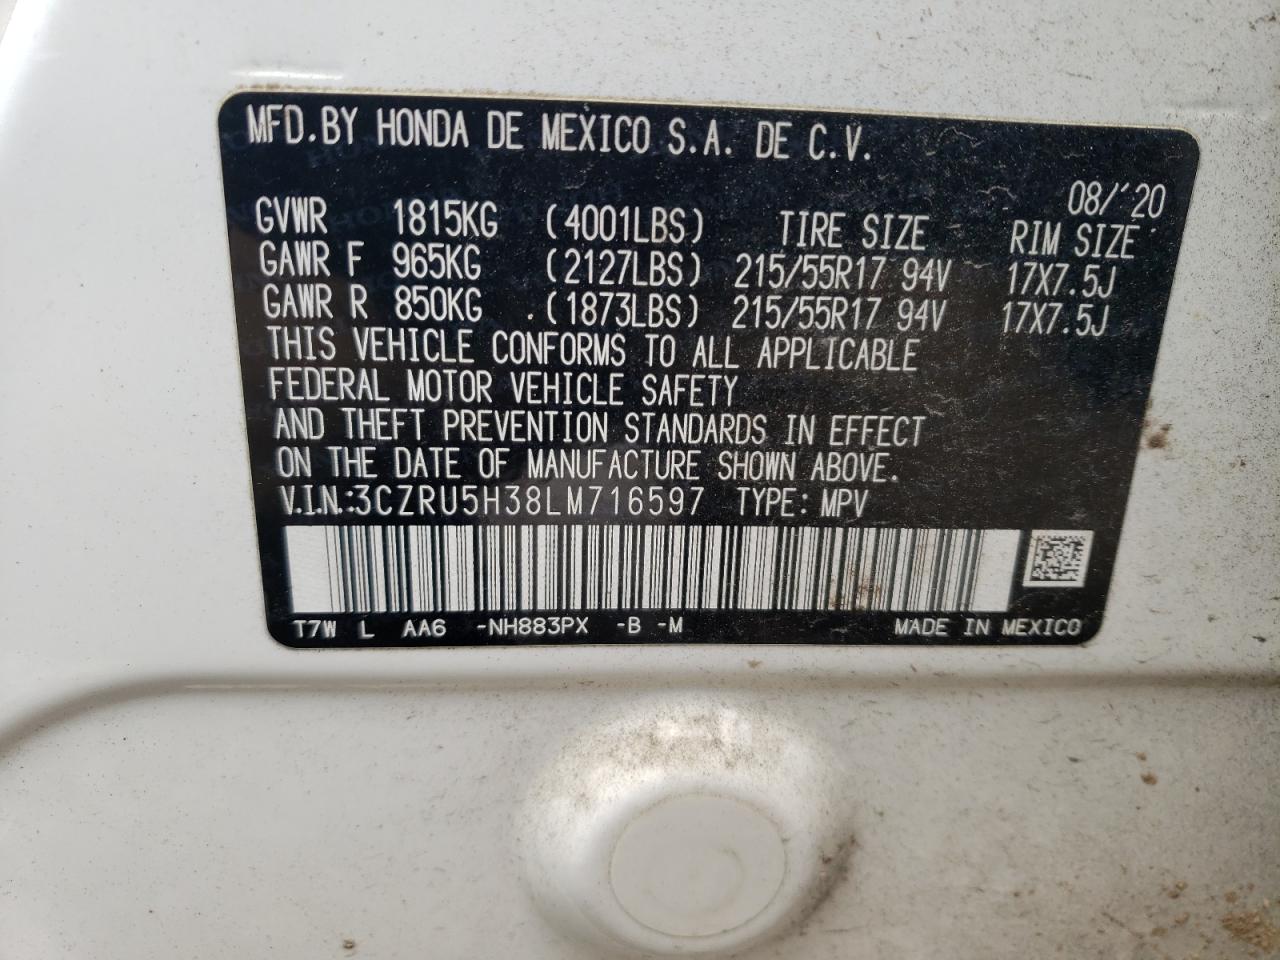 MFD.BY HONDA DE MEXICO S.A. DE C.V.
08/'20
GVWR 1815KG (4001LBS) TIRE SIZE RIM SIZE
GAWR F 965KG (2127LBS) 215/55R17 94V 17X7.5J
GAWR R 850KG (1873LBS) 215/55R17 94V 17X7.5J
THIS VEHICLE CONFORMS TO ALL APPLICABLE
FEDERAL MOTOR VEHICLE SAFETY
AND THEFT PREVENTION STANDARDS IN EFFECT
ON THE DATE OF MANUFACTURE SHOWN ABOVE.
V.I.N.:3CZRU5H38LM716597 TYPE: MPV
T7W L AA6 -NH883PX -B -M MADE IN MEXICO